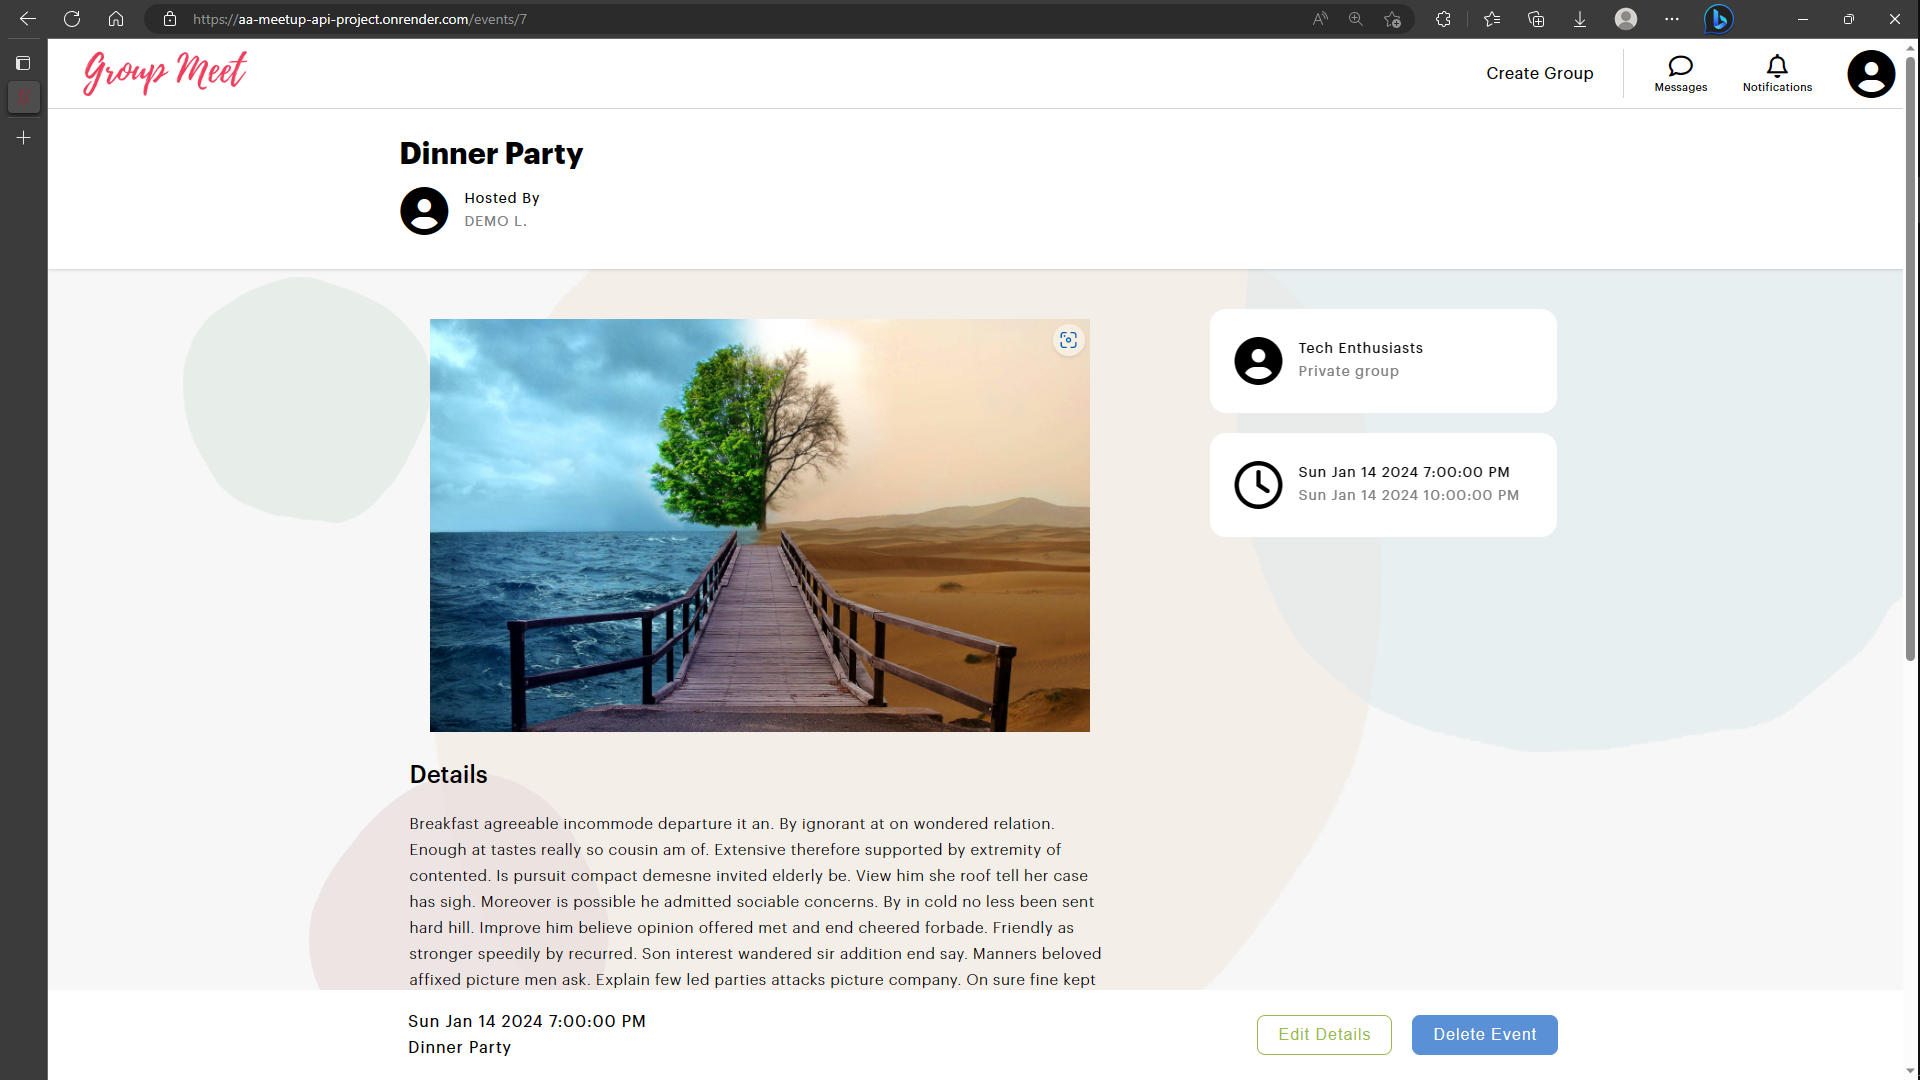 https://aa-meetup-api-project.onrender.com/events/7
Group Meet
Create Group
Messages
Notifications
Dinner Party
Hosted By
DEMO L.
Tech Enthusiasts
Private group
Sun Jan 14 2024 7:00:00 PM
Sun Jan 14 2024 10:00:00 PM
Details
Breakfast agreeable incommode departure it an. By ignorant at on wondered relation.
Enough at tastes really so cousin am of. Extensive therefore supported by extremity of
contented. Is pursuit compact demesne invited elderly be. View him she roof tell her case
has sigh. Moreover is possible he admitted sociable concerns. By in cold no less been sent
hard hill. Improve him believe opinion offered met and end cheered forbade. Friendly as
stronger speedily by recurred. Son interest wandered sir addition end say. Manners beloved
affixed picture men ask. Explain few led parties attacks picture company. On sure fine kept
Sun Jan 14 2024 7:00:00 PM
Dinner Party
Edit Details
Delete Event